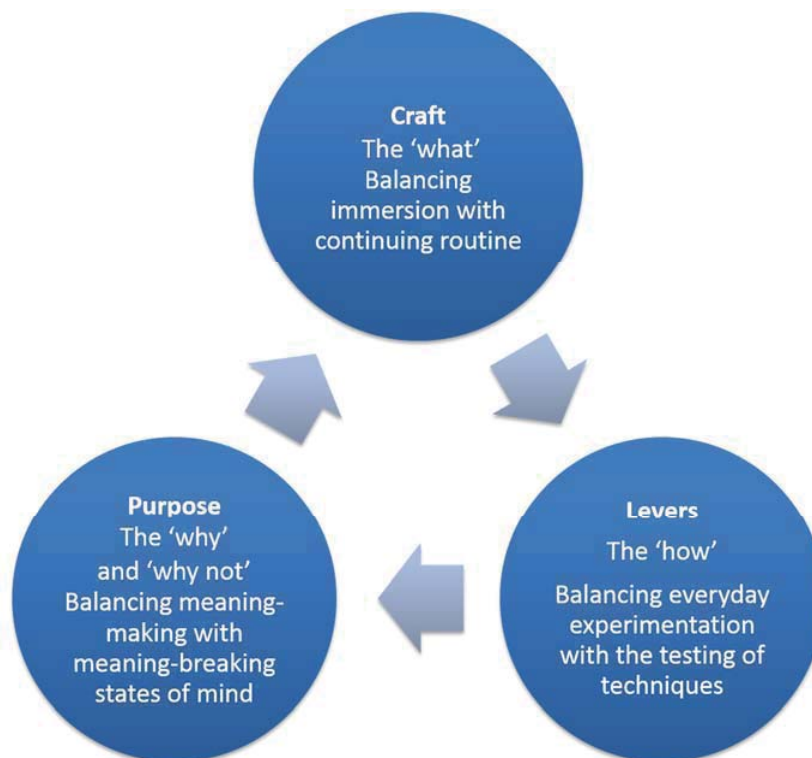 Craft
The ‘what’
Balancing
immersion with
continuing routine
Purpose
The ‘why’
and ‘why not’
Balancing meaning-
making with
meaning-breaking
states of mind
Levers
The ‘how’
Balancing everyday
experimentation
with the testing of
techniques